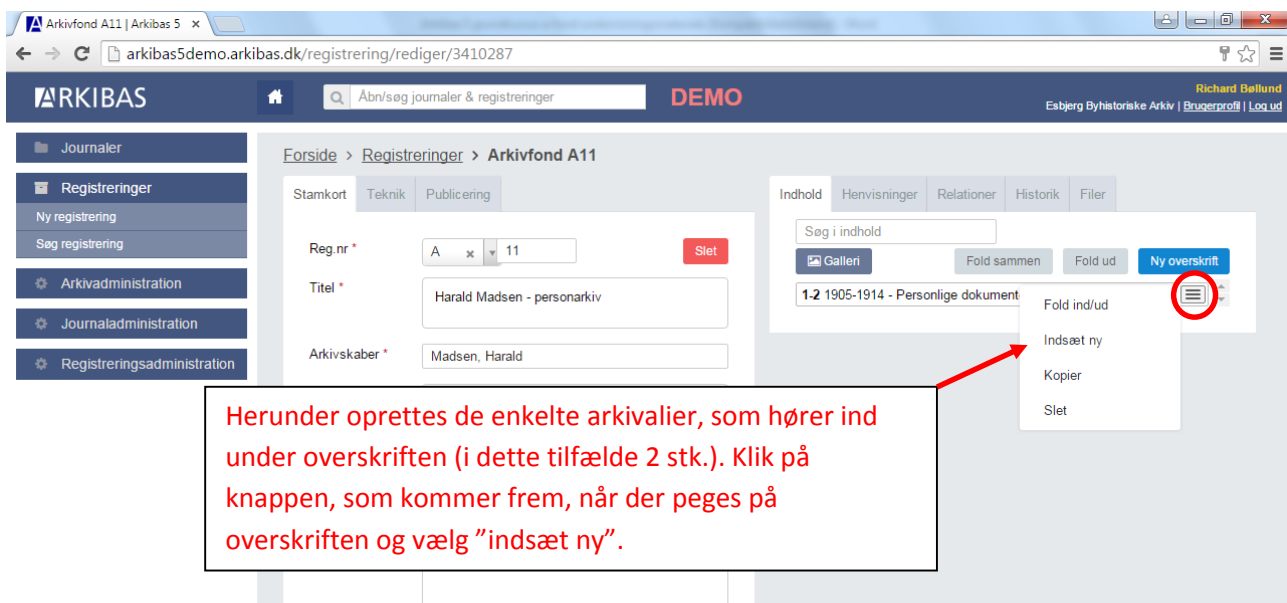 Arkivfond A11 | Arkibas 5 ×
arkibas5demo.arkibas.dk/registrering/rediger/3410287
ARKIBAS
Åbn/søg journaler & registreringer
DEMO
Richard Bøllund
Esbjerg Byhistoriske Arkiv | Brugerprofil | Log ud
Journaler
Registreringer
Ny registrering
Søg registrering
Arkivadministration
Journaladministration
Registreringsadministration
Forside > Registreringer > Arkivfond A11
Stamkort Teknik Publicering
Reg.nr * A × 11 Slet
Titel * Harald Madsen - personarkiv
Arkivskaber * Madsen, Harald
Indhold Henvisninger Relationer Historik Filer
Søg i indhold
Galleri Fold sammen Fold ud Ny overskrift
1-2 1905-1914 - Personlige dokument
Fold ind/ud
Indsæt ny
Kopier
Slet
Herunder oprettes de enkelte arkivalier, som hører ind
under overskriften (i dette tilfælde 2 stk.). Klik på
knappen, som kommer frem, når der peges på
overskriften og vælg ”indsæt ny”.